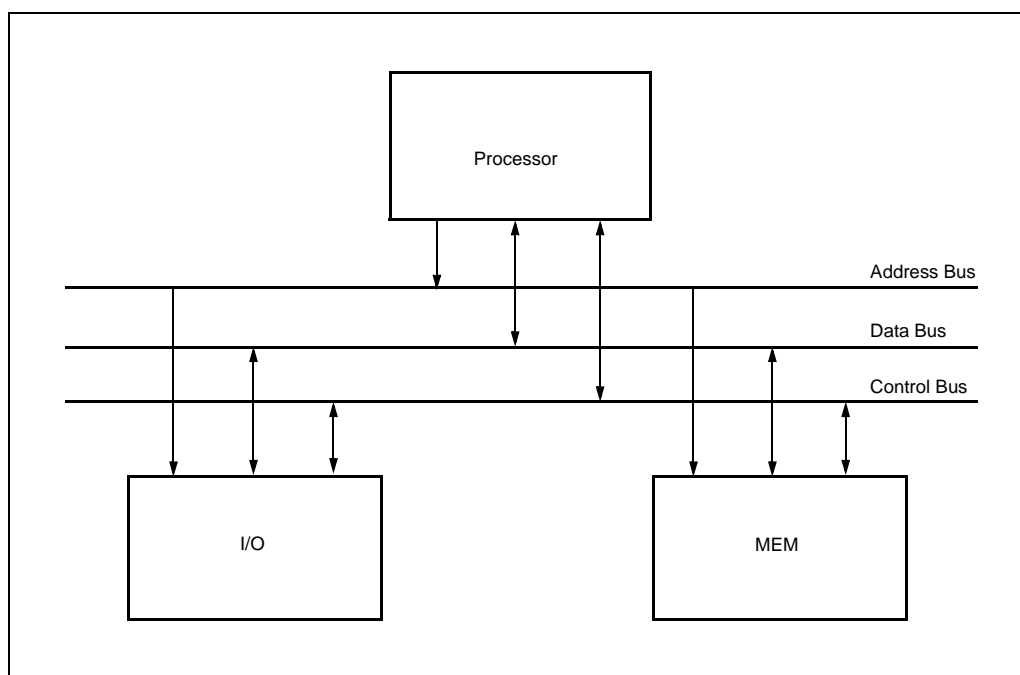 Processor
Address Bus
Data Bus
Control Bus
I/O
MEM